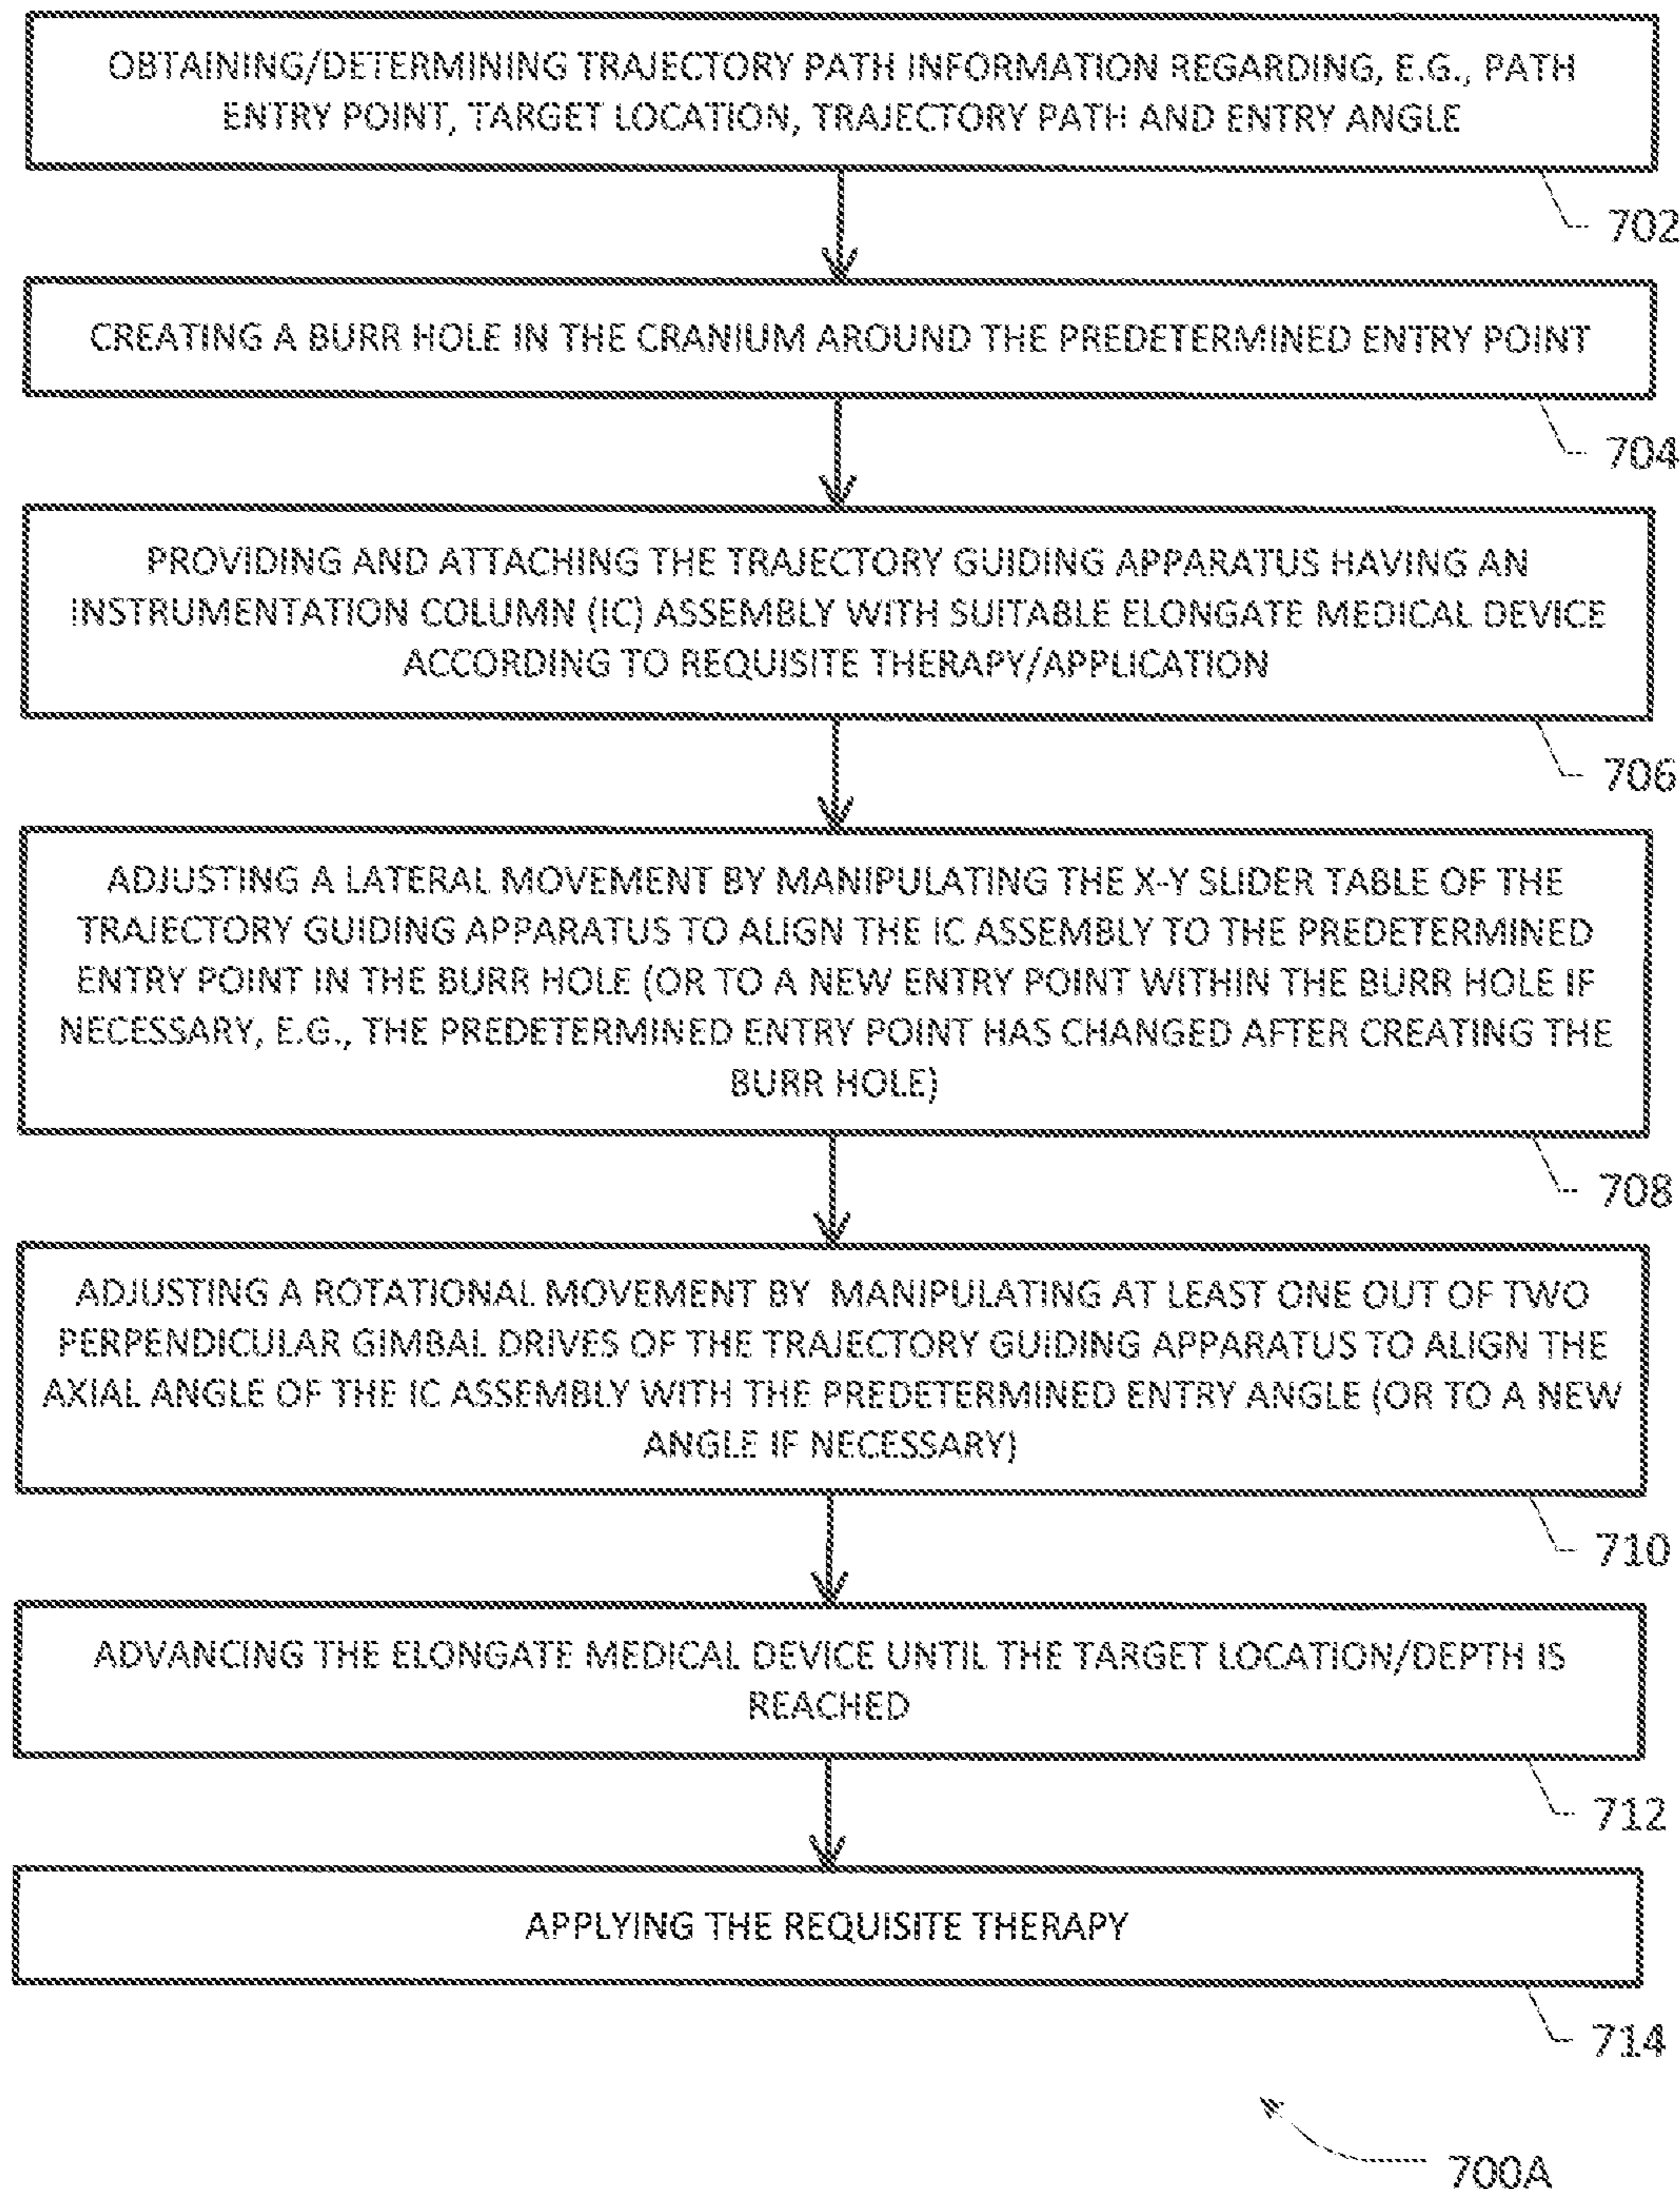 OBTAINING/DETERMINING TRAJECTORY PATH INFORMATION REGARDING, E.G., PATH
ENTRY POINT, TARGET LOCATION, TRAJECTORY PATH AND ENTRY ANGLE
702
CREATING A BURR HOLE IN THE CRANIUM AROUND THE PREDETERMINED ENTRY POINT
704
PROVIDING AND ATTACHING THE TRAJECTORY GUIDING APPARATUS HAVING AN
INSTRUMENTATION COLUMN (IC) ASSEMBLY WITH SUITABLE ELONGATE MEDICAL DEVICE
ACCORDING TO REQUISITE THERAPY/APPLICATION
706
ADJUSTING A LATERAL MOVEMENT BY MANIPULATING THE X-Y SLIDER TABLE OF THE
TRAJECTORY GUIDING APPARATUS TO ALIGN THE IC ASSEMBLY TO THE PREDETERMINED
ENTRY POINT IN THE BURR HOLE (OR TO A NEW ENTRY POINT WITHIN THE BURR HOLE IF
NECESSARY, E.G., THE PREDETERMINED ENTRY POINT HAS CHANGED AFTER CREATING THE
BURR HOLE)
708
ADJUSTING A ROTATIONAL MOVEMENT BY MANIPULATING AT LEAST ONE OUT OF TWO
PERPENDICULAR GIMBAL DRIVES OF THE TRAJECTORY GUIDING APPARATUS TO ALIGN THE
AXIAL ANGLE OF THE IC ASSEMBLY WITH THE PREDETERMINED ENTRY ANGLE (OR TO A NEW
ANGLE IF NECESSARY)
710
ADVANCING THE ELONGATE MEDICAL DEVICE UNTIL THE TARGET LOCATION/DEPTH IS
REACHED
712
APPLYING THE REQUISITE THERAPY
714
700A